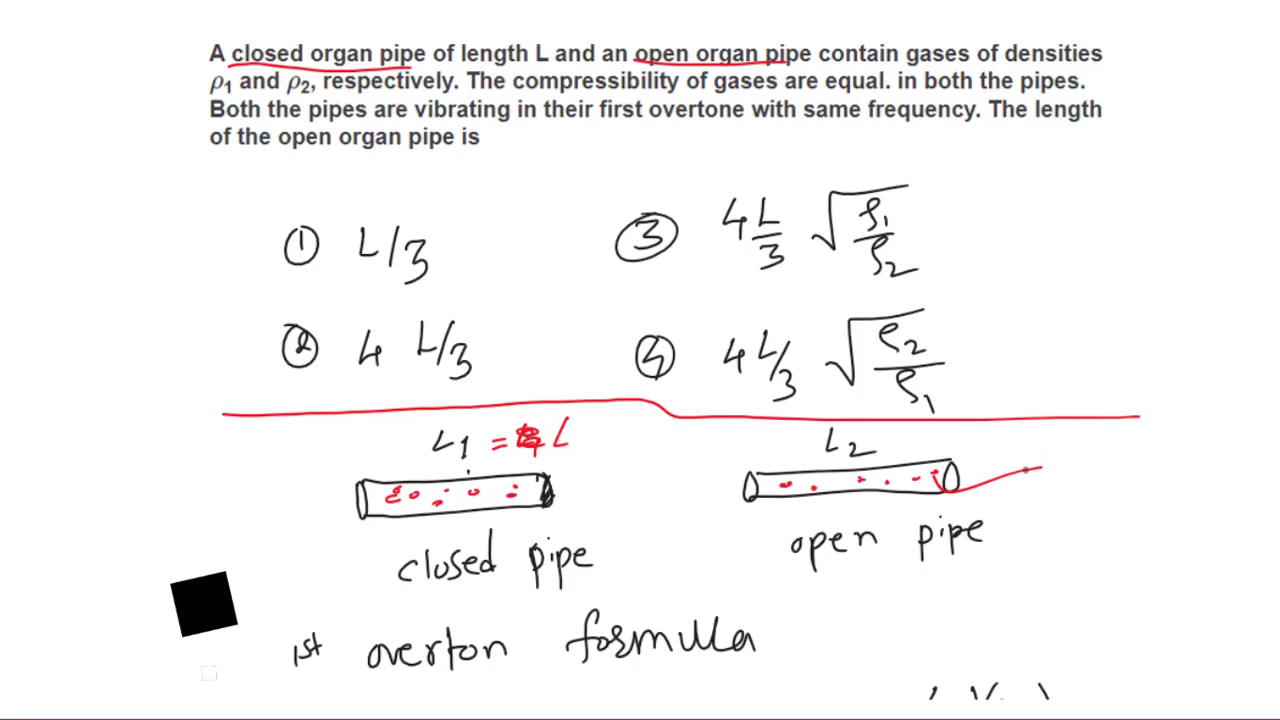 A closed organ pipe of length L and an open organ pipe contain gases of densities
ρ1 and ρ2, respectively. The compressibility of gases are equal. in both the pipes.
Both the pipes are vibrating in their first overtone with same frequency. The length
of the open organ pipe is
① L/3
③ 4L/3 √(ρ1/ρ2)
② 4 L/3
④ 4L/3 √(ρ2/ρ1)
L1 = L
L2
closed pipe
open pipe
1st overton formulla